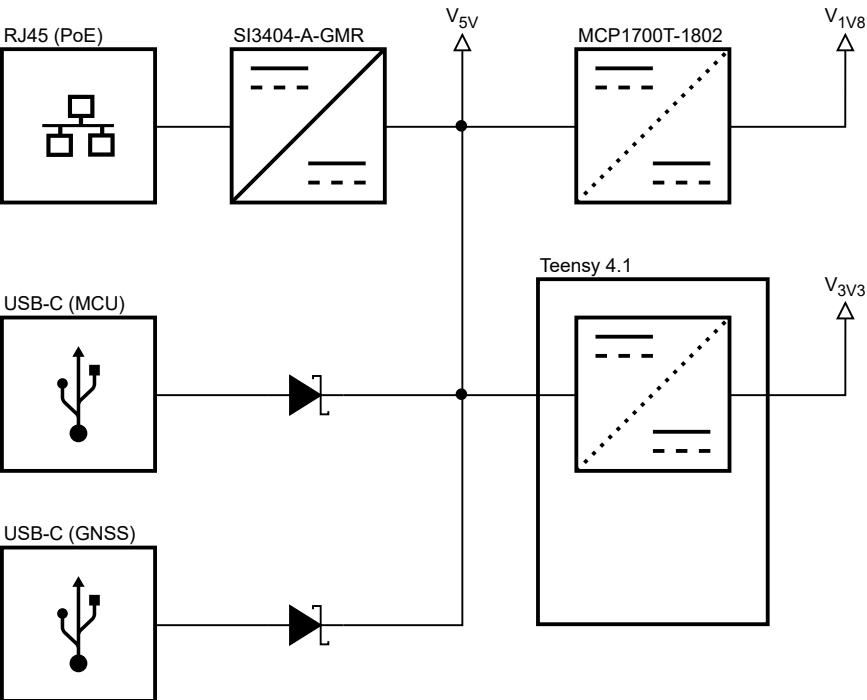 V5V
V1V8
RJ45 (PoE)
SI3404-A-GMR
MCP1700T-1802
Teensy 4.1
V3V3
USB-C (MCU)
USB-C (GNSS)